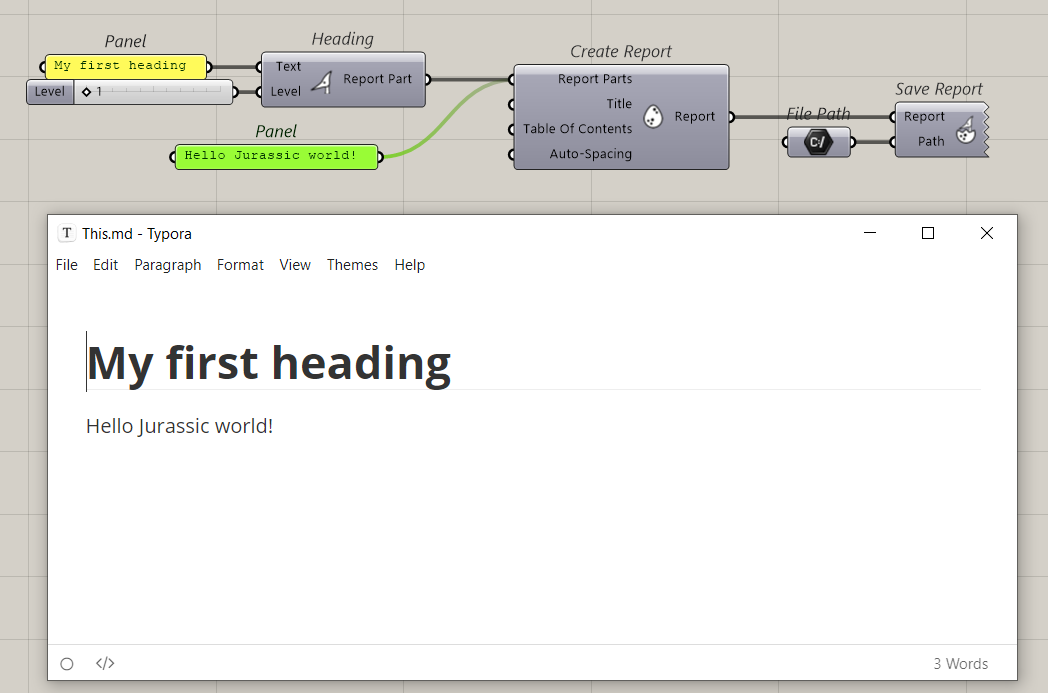 Panel
Heading
Create Report
My first heading
Text
Report Part
Level
Level
1
Report Parts
Title
Table Of Contents
Auto-Spacing
Report
Save Report
File Path
C:/
Report
Path
Panel
Hello Jurassic world!
T This.md - Typora
File Edit Paragraph Format View Themes Help
My first heading
Hello Jurassic world!
</> 3 Words